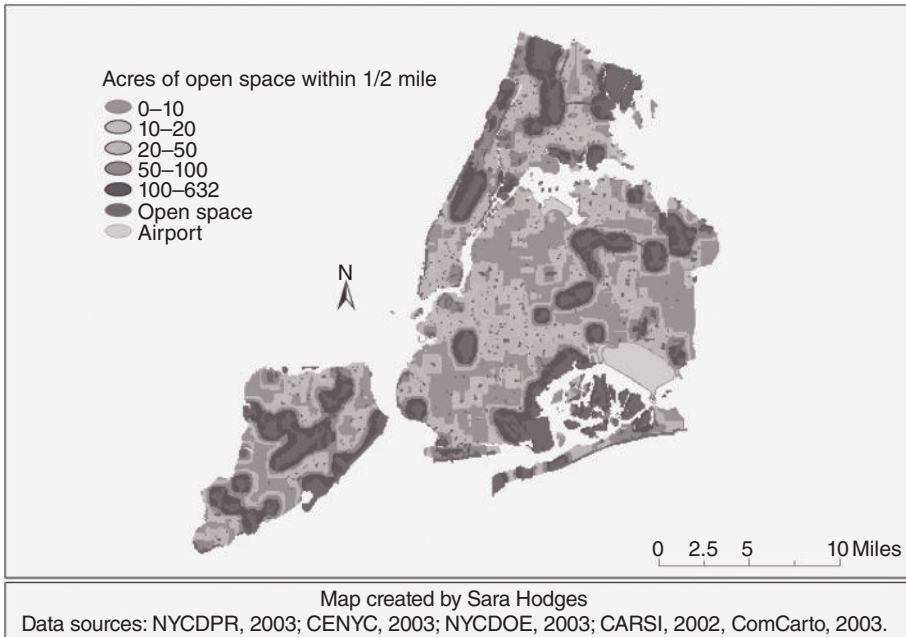 Acres of open space within 1/2 mile
0–10
10–20
20–50
50–100
100–632
Open space
Airport
N
0 2.5 5 10 Miles
Map created by Sara Hodges
Data sources: NYCDPR, 2003; CENYC, 2003; NYCDOE, 2003; CARSI, 2002, ComCarto, 2003.